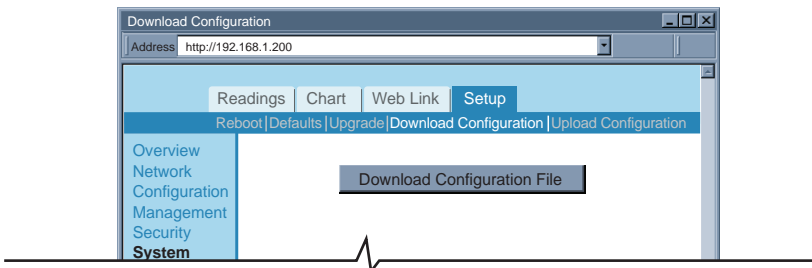 Download Configuration
Address http://192.168.1.200
Readings Chart Web Link Setup
Reboot|Defaults|Upgrade|Download Configuration|Upload Configuration
Overview
Network
Configuration
Management
Security
System
Download Configuration File